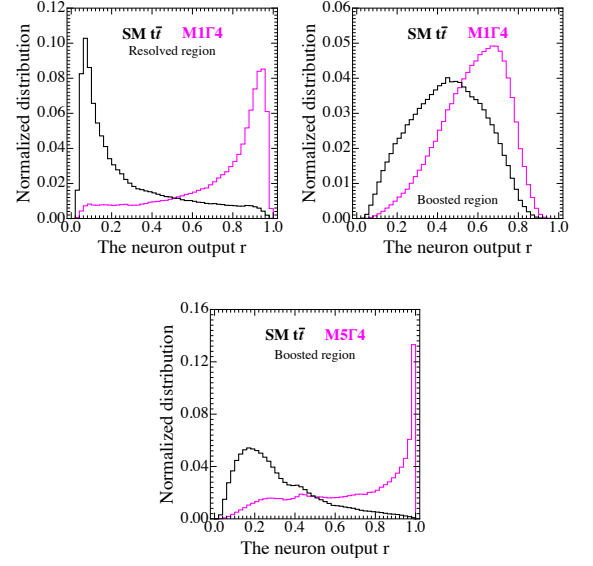 Normalized distribution
0.12
0.10
0.08
0.06
0.04
0.02
0.00
SM tt̅ M1Γ4
Resolved region
0.0 0.2 0.4 0.6 0.8 1.0
The neuron output r
Normalized distribution
0.06
0.05
0.04
0.03
0.02
0.01
0.00
SM tt̅ M1Γ4
Boosted region
0.0 0.2 0.4 0.6 0.8 1.0
The neuron output r
Normalized distribution
0.16
0.12
0.08
0.04
0.00
SM tt̅ M5Γ4
Boosted region
0.0 0.2 0.4 0.6 0.8 1.0
The neuron output r